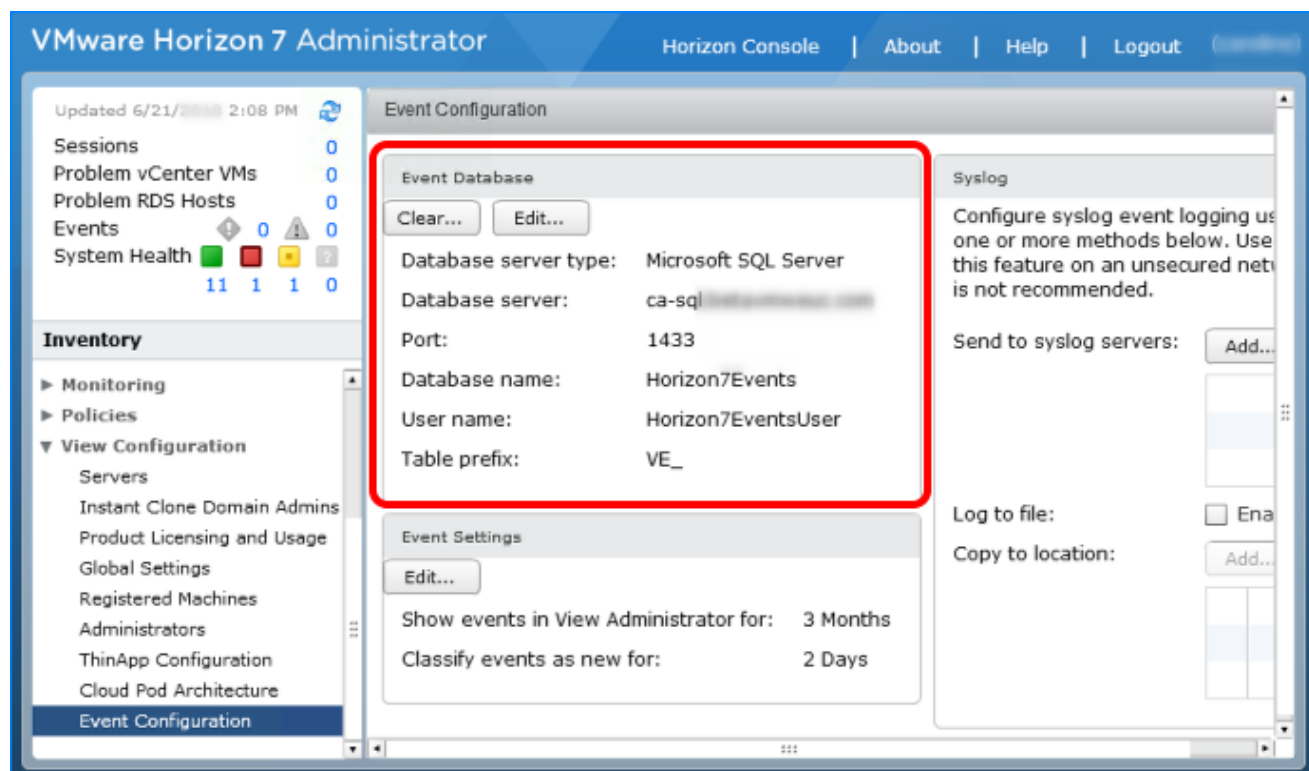 VMware Horizon 7 Administrator
Horizon Console | About | Help | Logout
Updated 6/21/ 2:08 PM
Sessions 0
Problem vCenter VMs 0
Problem RDS Hosts 0
Events 0 0
System Health ?
11 1 1 0
Inventory
Monitoring
Policies
View Configuration
Servers
Instant Clone Domain Admins
Product Licensing and Usage
Global Settings
Registered Machines
Administrators
ThinApp Configuration
Cloud Pod Architecture
Event Configuration
Event Configuration
Event Database
Clear... Edit...
Database server type: Microsoft SQL Server
Database server: ca-sql
Port: 1433
Database name: Horizon7Events
User name: Horizon7EventsUser
Table prefix: VE_
Event Settings
Edit...
Show events in View Administrator for: 3 Months
Classify events as new for: 2 Days
Syslog
Configure syslog event logging us
one or more methods below. Use
this feature on an unsecured netw
is not recommended.
Send to syslog servers: Add...
Log to file: Ena
Copy to location: Add...